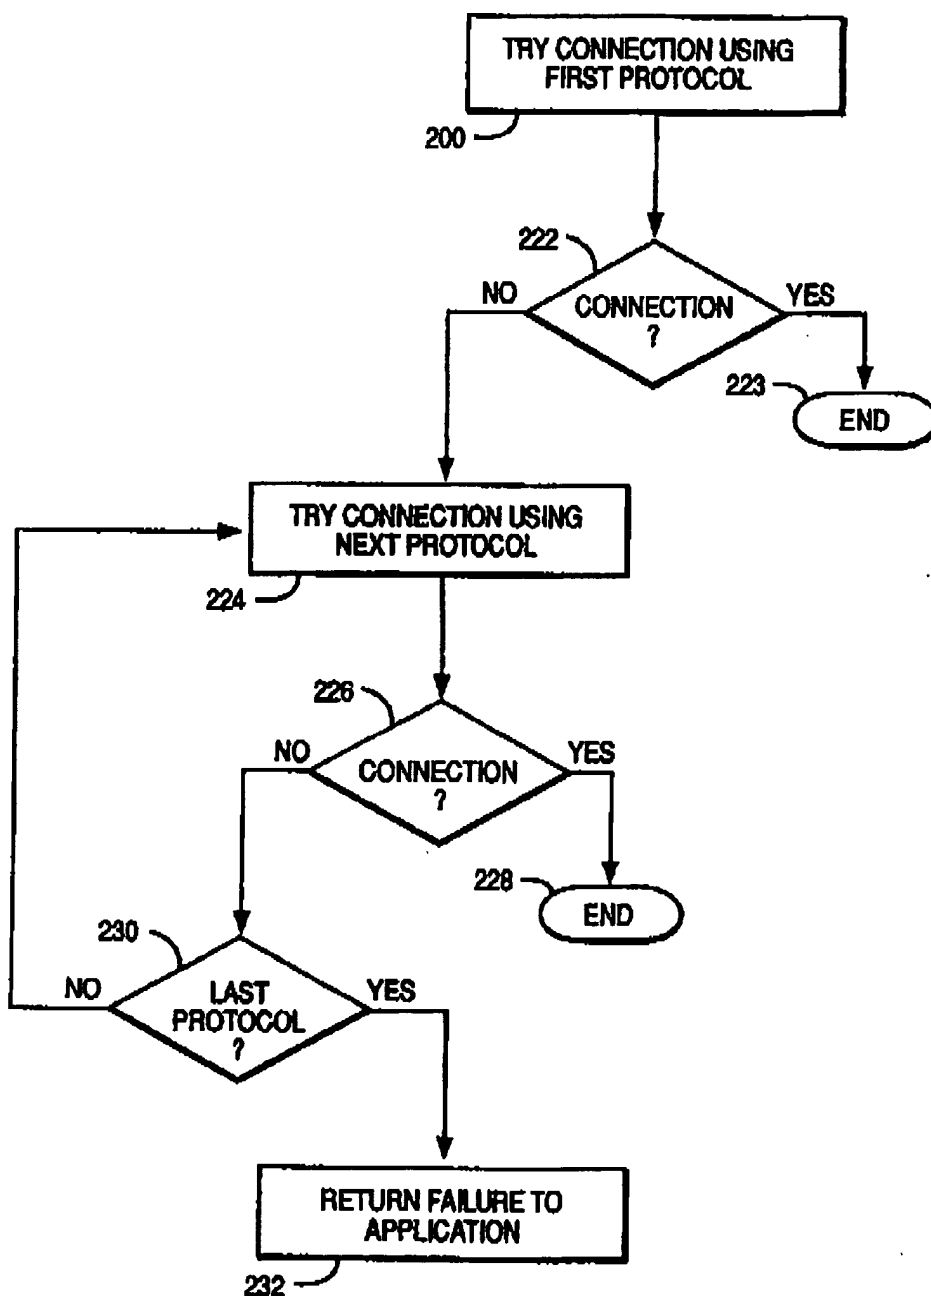 TRY CONNECTION USING
FIRST PROTOCOL
200
222
NO
CONNECTION
?
YES
223
END
TRY CONNECTION USING
NEXT PROTOCOL
224
226
NO
CONNECTION
?
YES
228
END
230
NO
LAST
PROTOCOL
?
YES
RETURN FAILURE TO
APPLICATION
232